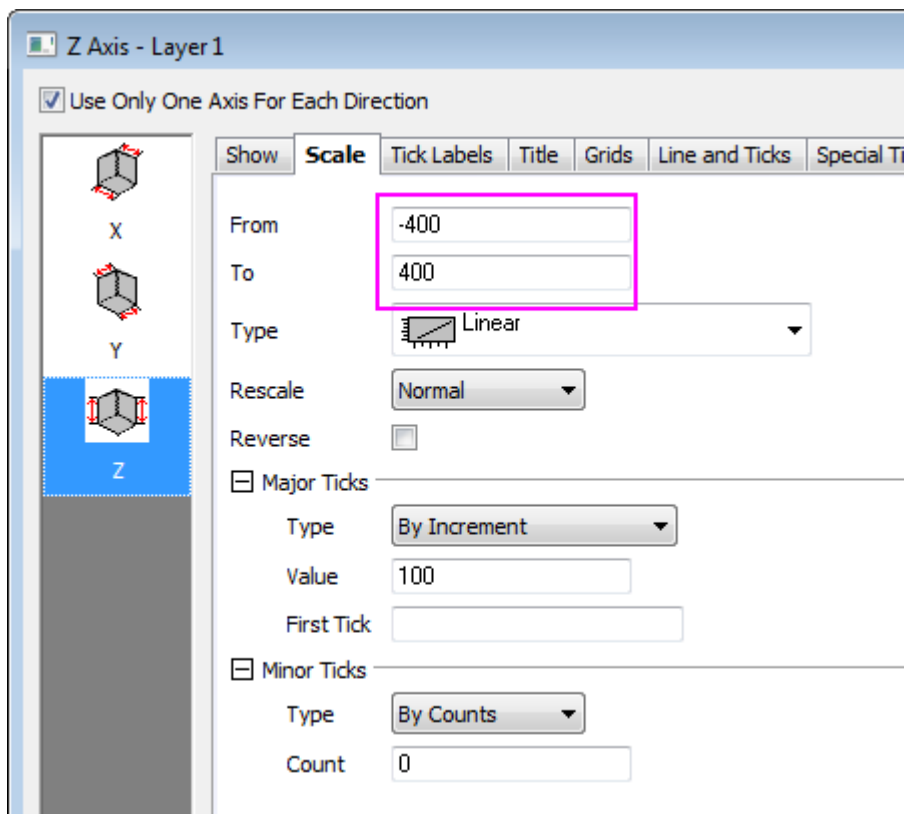 Z Axis - Layer 1
Use Only One Axis For Each Direction
X
Y
Z
Show Scale Tick Labels Title Grids Line and Ticks Special Ti
From -400
To 400
Type Linear
Rescale Normal
Reverse
Major Ticks
Type By Increment
Value 100
First Tick
Minor Ticks
Type By Counts
Count 0